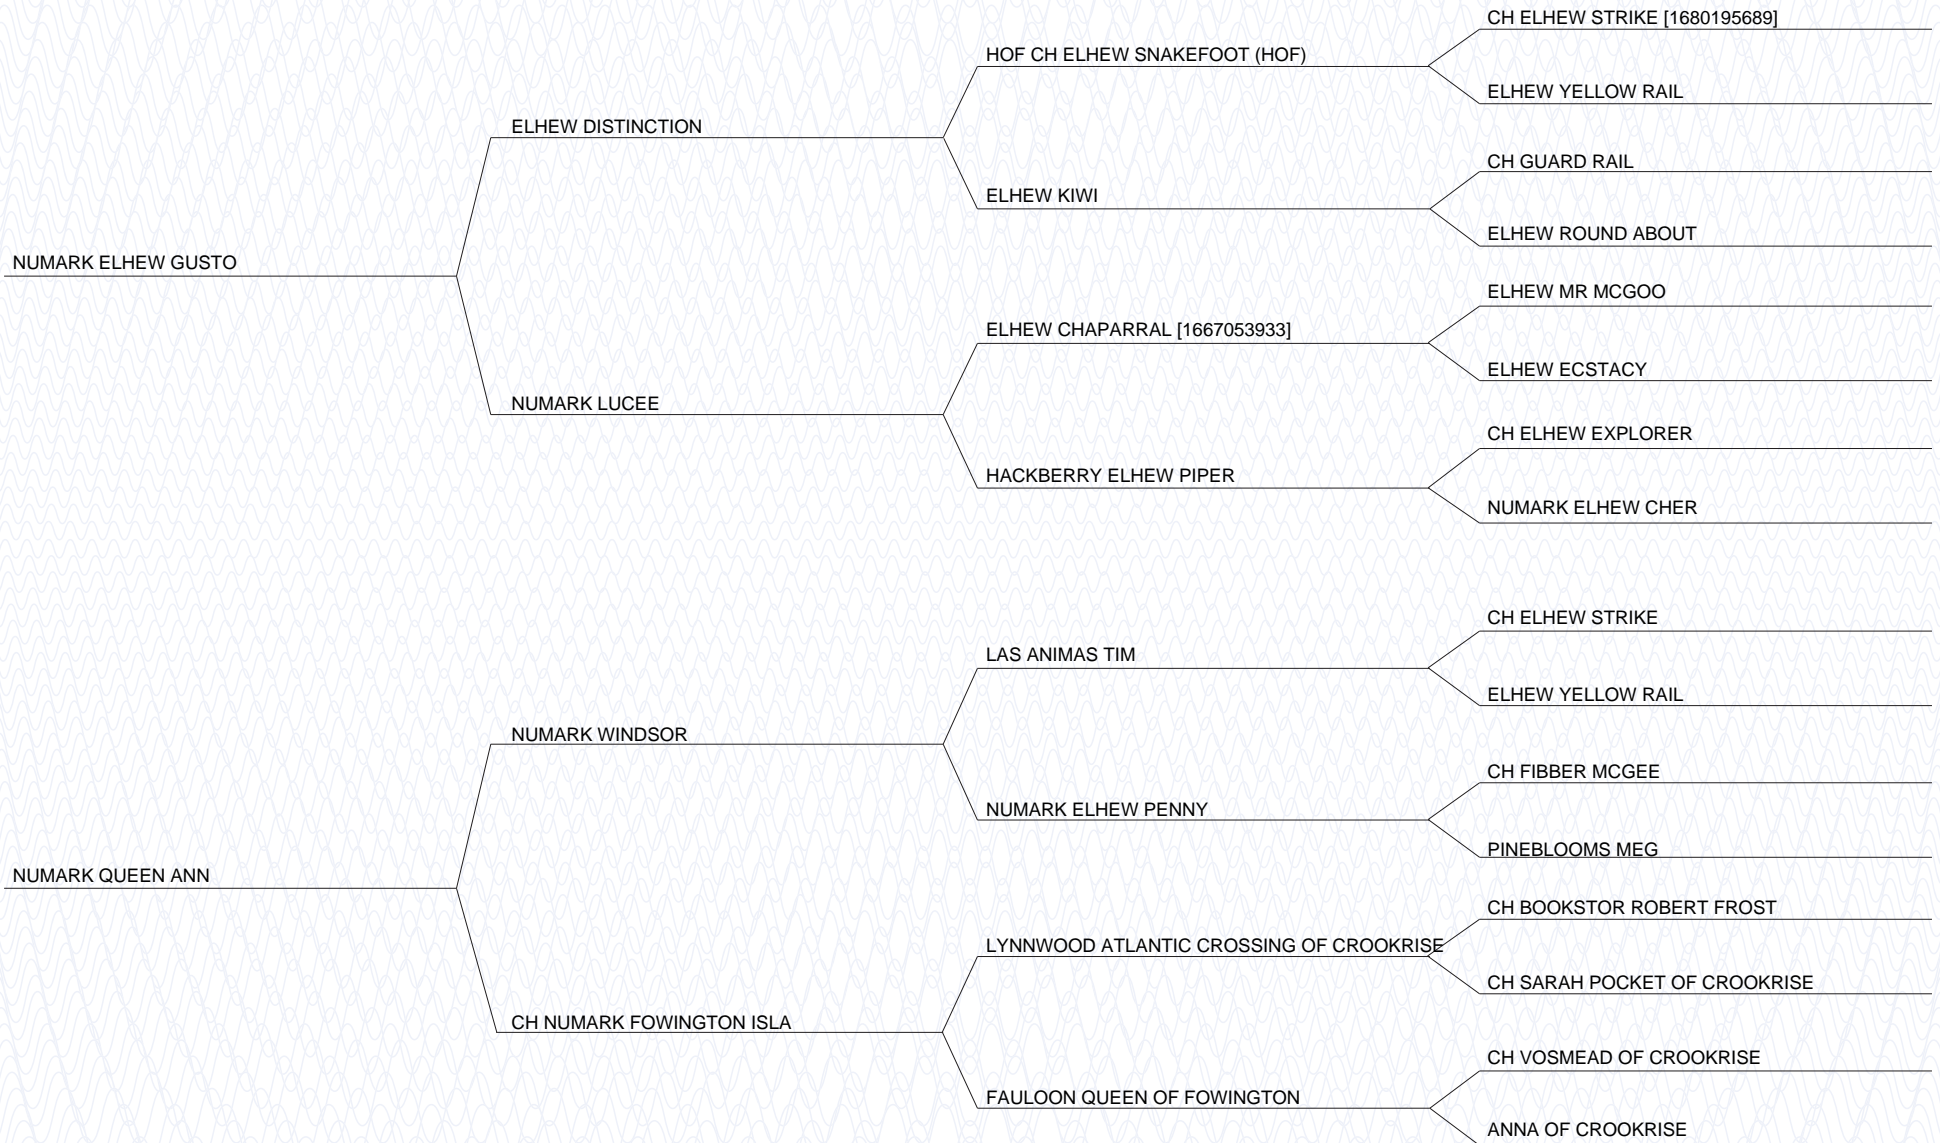 CH ELHEW STRIKE [1680195689]
HOF CH ELHEW SNAKEFOOT (HOF)
ELHEW YELLOW RAIL
ELHEW DISTINCTION
CH GUARD RAIL
ELHEW KIWI
ELHEW ROUND ABOUT
NUMARK ELHEW GUSTO
ELHEW MR MCGOO
ELHEW CHAPARRAL [1667053933]
ELHEW ECSTACY
NUMARK LUCEE
CH ELHEW EXPLORER
HACKBERRY ELHEW PIPER
NUMARK ELHEW CHER
CH ELHEW STRIKE
LAS ANIMAS TIM
ELHEW YELLOW RAIL
NUMARK WINDSOR
CH FIBBER MCGEE
NUMARK ELHEW PENNY
PINEBLOOMS MEG
NUMARK QUEEN ANN
CH BOOKSTOR ROBERT FROST
LYNNWOOD ATLANTIC CROSSING OF CROOKRISE
CH SARAH POCKET OF CROOKRISE
CH NUMARK FOWINGTON ISLA
CH VOSMEAD OF CROOKRISE
FAULOON QUEEN OF FOWINGTON
ANNA OF CROOKRISE